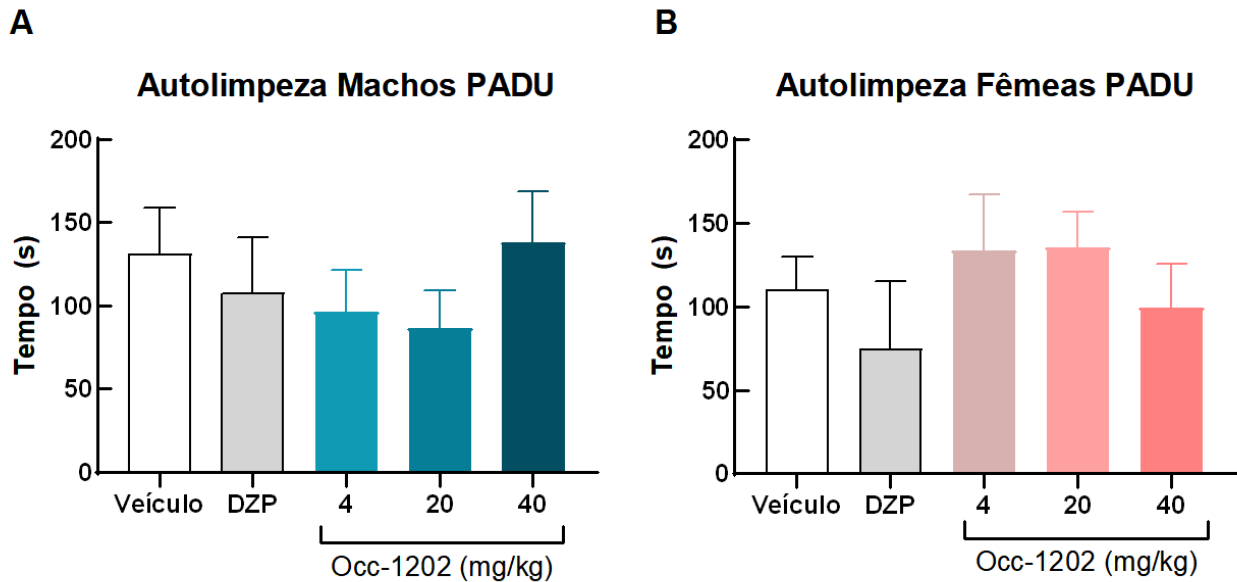 A
Autolimpeza Machos PADU
Tempo (s)
200
150
100
50
0
Veículo DZP 4 20 40
Occ-1202 (mg/kg)
B
Autolimpeza Fêmeas PADU
Tempo (s)
200
150
100
50
0
Veículo DZP 4 20 40
Occ-1202 (mg/kg)